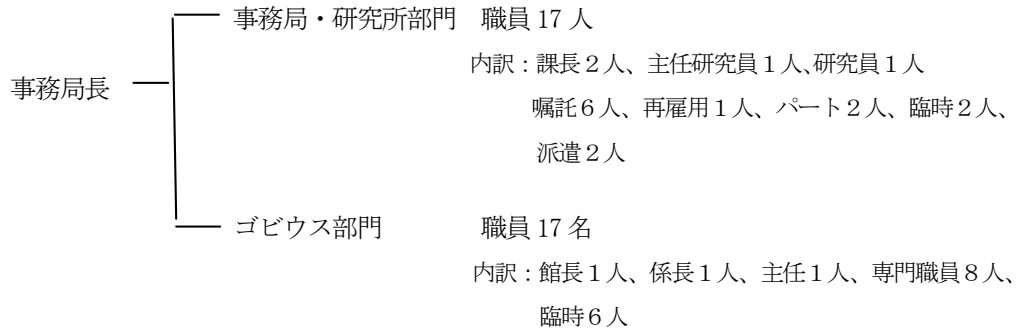 事務局・研究所部門　職員 17 人
内訳：課長２人、主任研究員１人、研究員１人
事務局長
嘱託６人、再雇用１人、パート２人、臨時２人、
派遣２人
ゴビウス部門　職員 17 名
内訳：館長１人、係長１人、主任１人、専門職員８人、
臨時６人